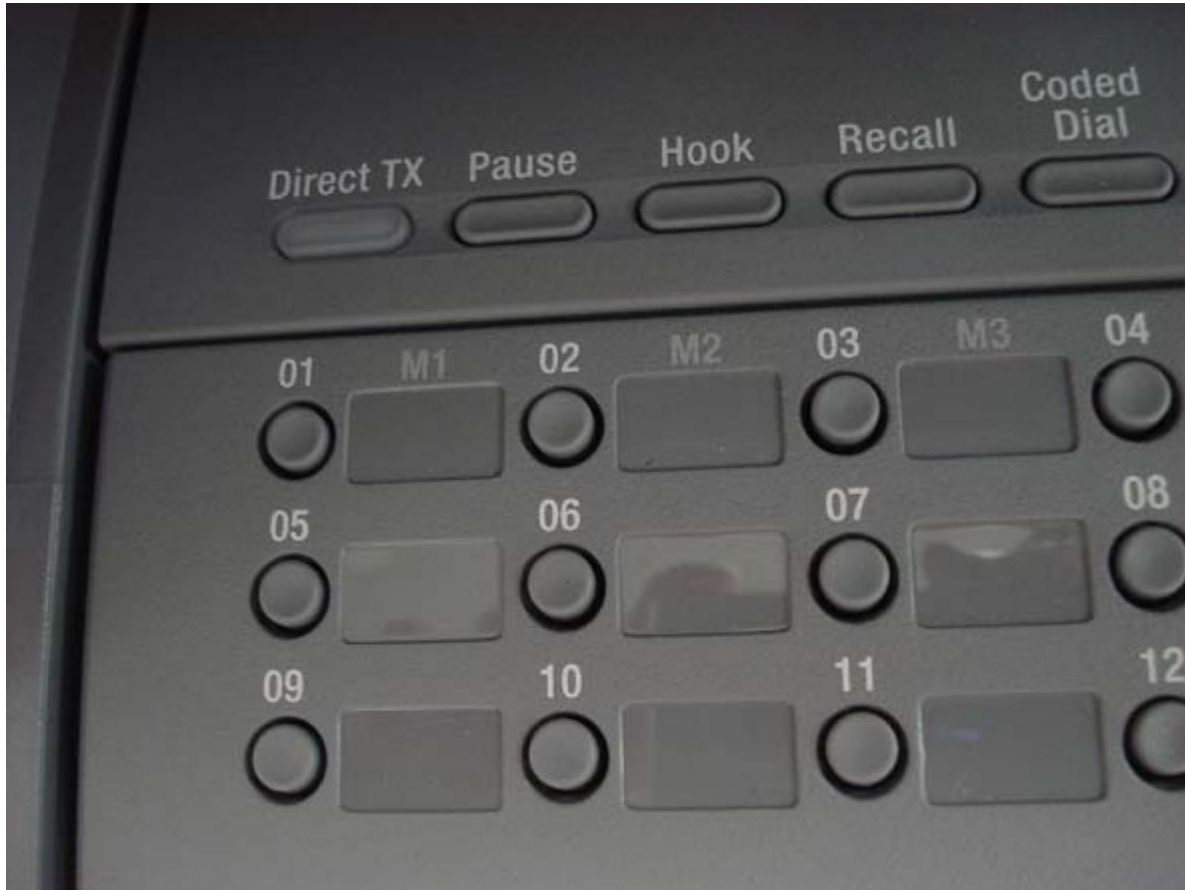 Direct TX
Pause
Hook
Recall
Coded
Dial
01 M1 02 M2 03 M3 04
05 06 07 08
09 10 11 12